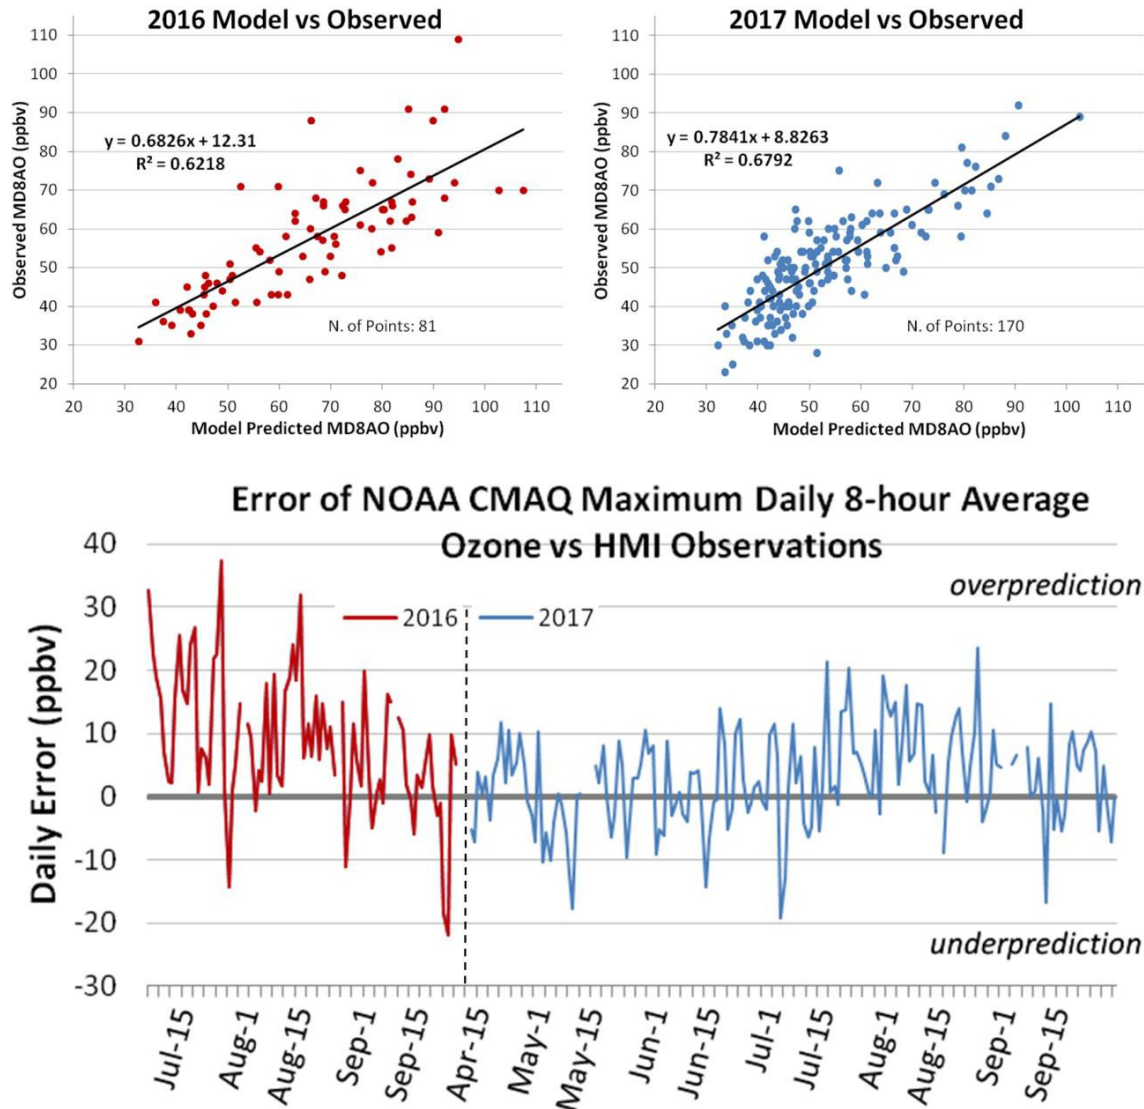 2016 Model vs Observed
110
100
90
80
70
60
50
40
30
20
Observed MD8AO (ppbv)
y = 0.6826x + 12.31
R² = 0.6218
N. of Points: 81
20 30 40 50 60 70 80 90 100 110
Model Predicted MD8AO (ppbv)
2017 Model vs Observed
110
100
90
80
70
60
50
40
30
20
Observed MD8AO (ppbv)
y = 0.7841x + 8.8263
R² = 0.6792
N. of Points: 170
20 30 40 50 60 70 80 90 100 110
Model Predicted MD8AO (ppbv)
Error of NOAA CMAQ Maximum Daily 8-hour Average
Ozone vs HMI Observations
40
30
20
10
0
-10
-20
-30
Daily Error (ppbv)
overprediction
2016 2017
underprediction
Jul-15 Aug-1 Aug-15 Sep-1 Sep-15 Apr-15 May-1 May-15 Jun-1 Jun-15 Jul-1 Jul-15 Aug-1 Aug-15 Sep-1 Sep-15